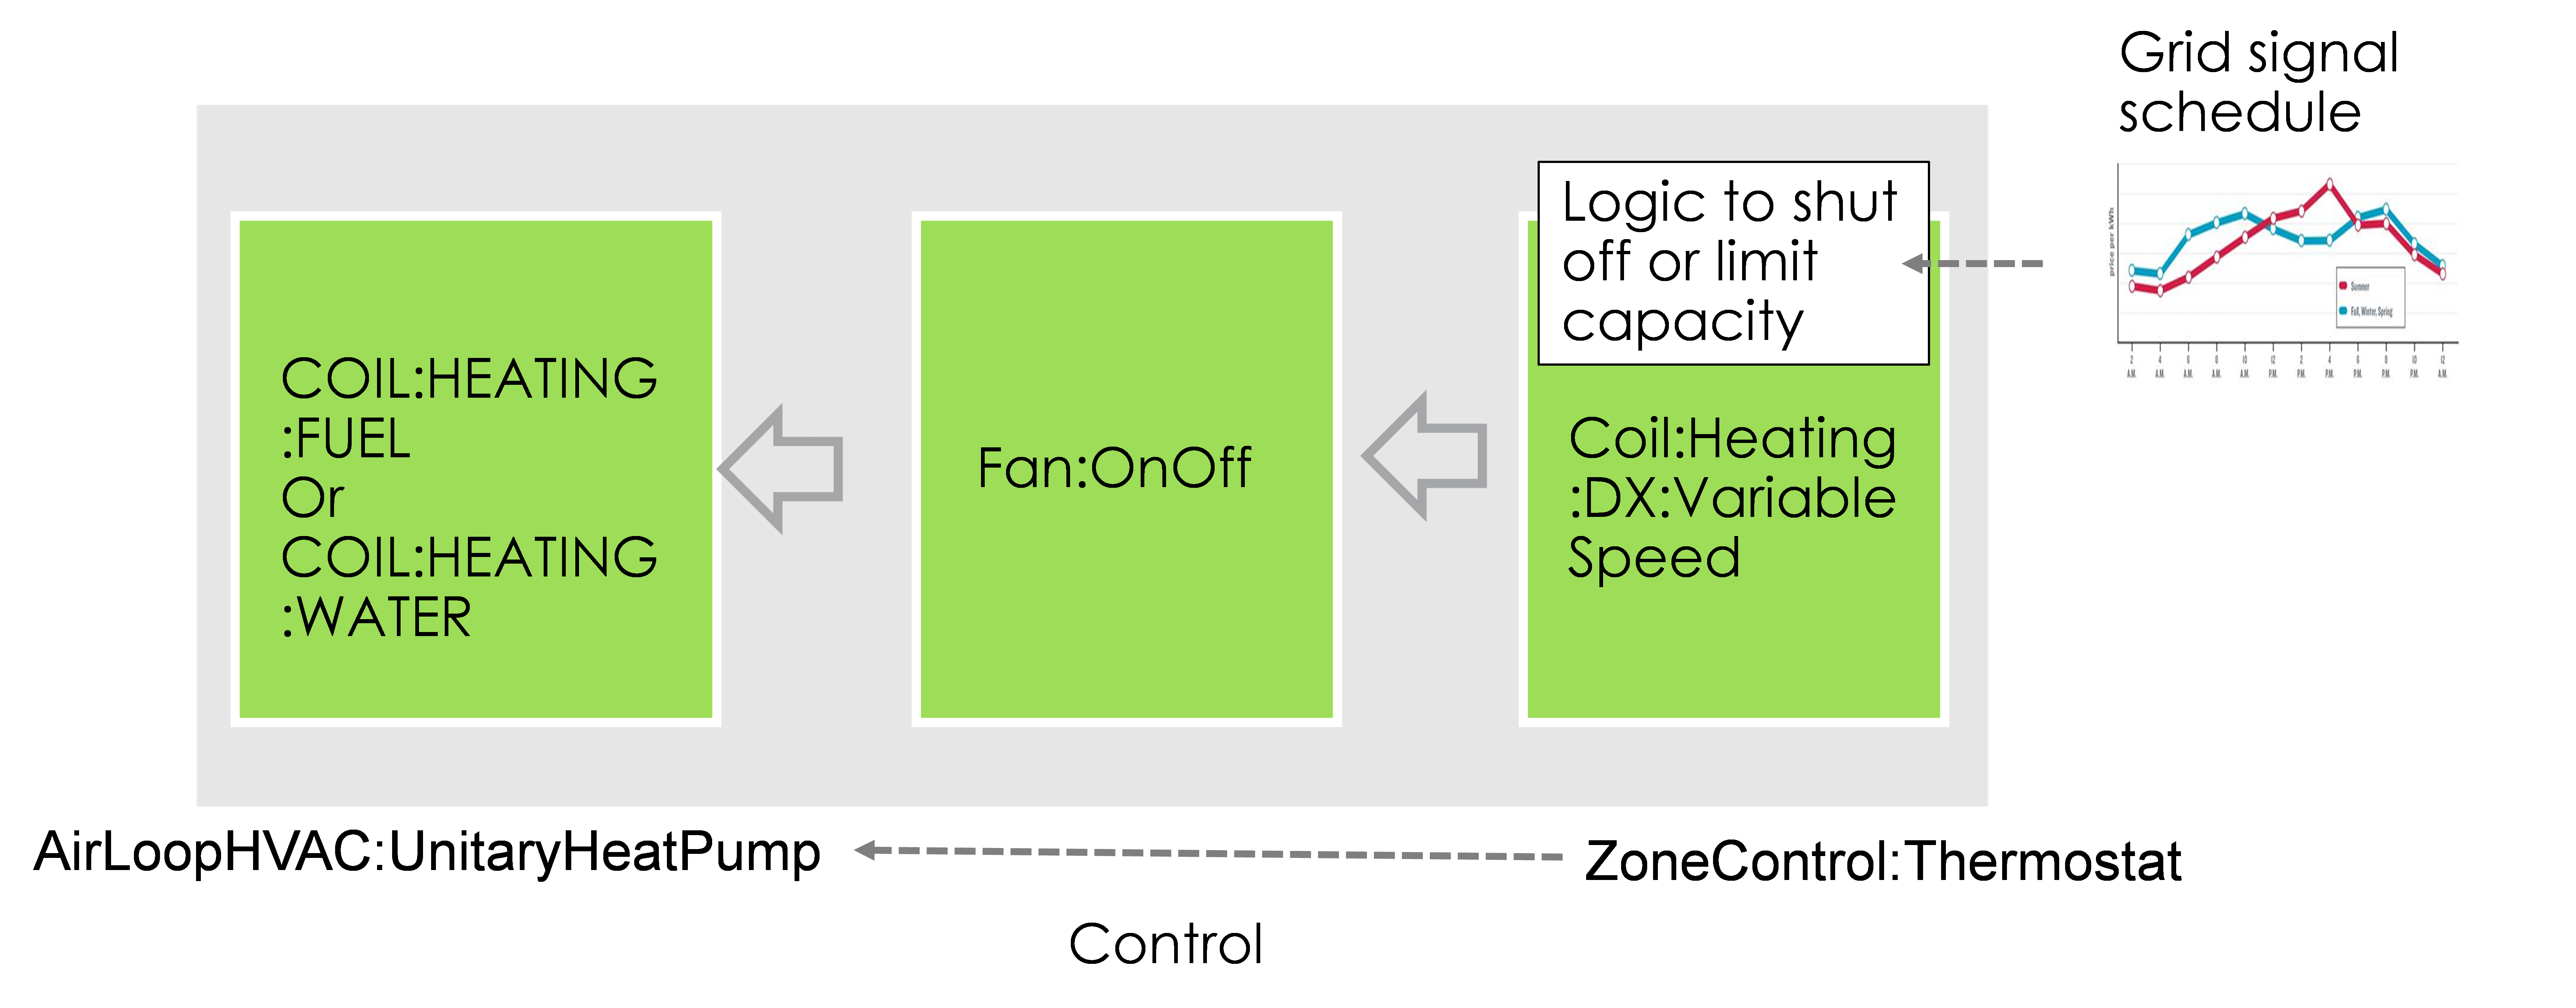 Grid signal
schedule
Logic to shut
off or limit
capacity
price per kWh
Summer
Fall, Winter, Spring
2 4 6 8 10 12 2 4 6 8 10 12
A.M. A.M. A.M. A.M. A.M. P.M. P.M. P.M. P.M. P.M. P.M. A.M.
COIL:HEATING
:FUEL
Or
COIL:HEATING
:WATER
Fan:OnOff
Coil:Heating
:DX:Variable
Speed
AirLoopHVAC:UnitaryHeatPump
ZoneControl:Thermostat
Control